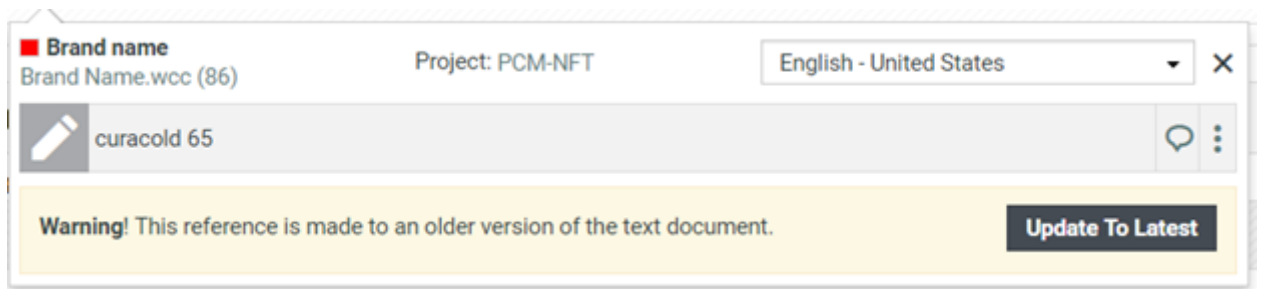 Brand name
Brand Name.wcc (86)
Project: PCM-NFT
English - United States
curacold 65
Warning! This reference is made to an older version of the text document.
Update To Latest